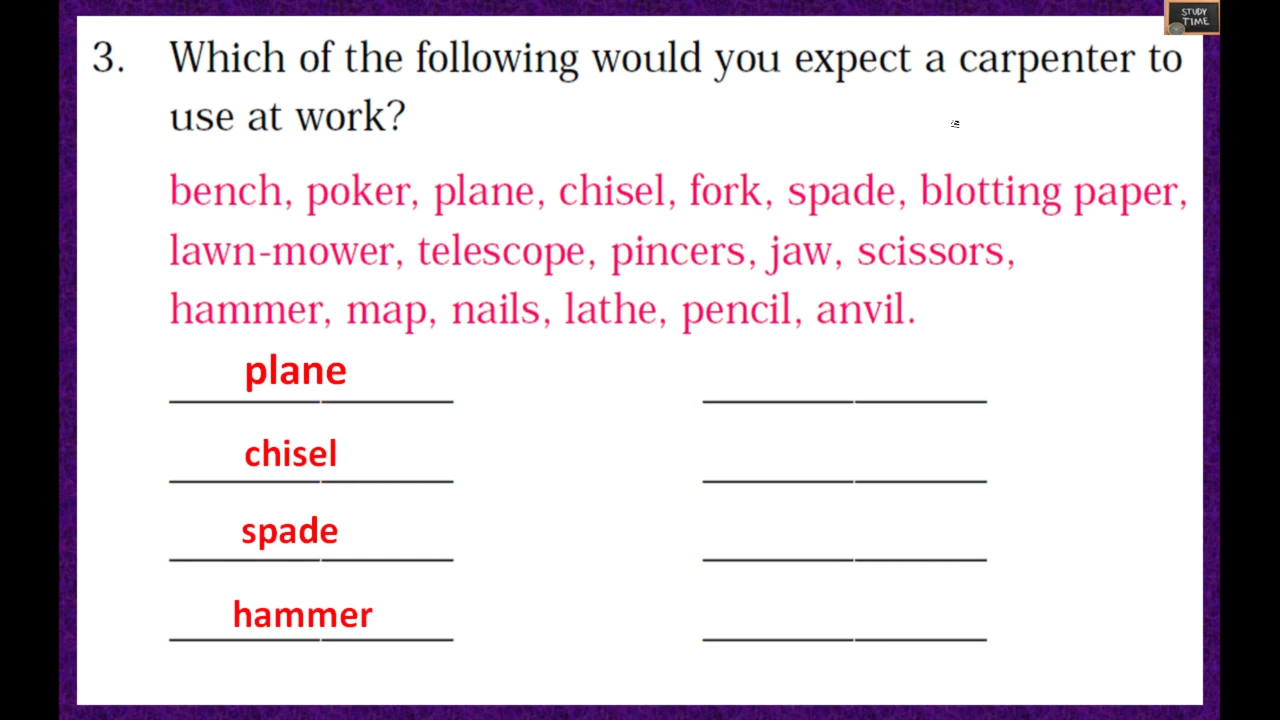 STUDY
TIME
3. Which of the following would you expect a carpenter to
use at work?
bench, poker, plane, chisel, fork, spade, blotting paper,
lawn-mower, telescope, pincers, jaw, scissors,
hammer, map, nails, lathe, pencil, anvil.
plane
chisel
spade
hammer